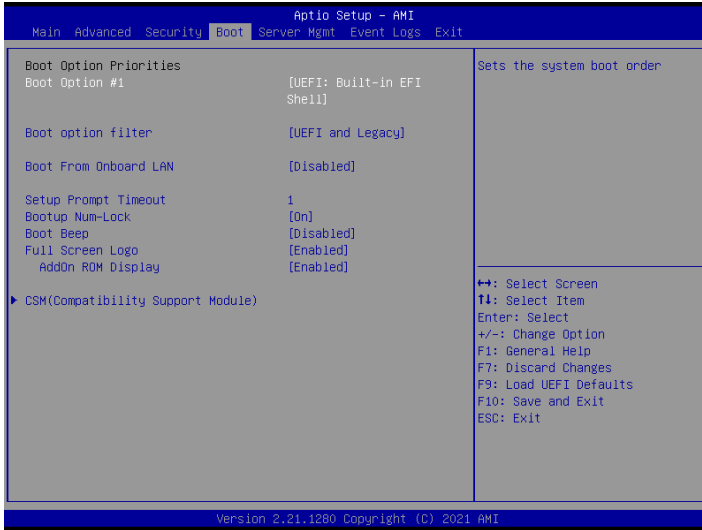 Aptio Setup – AMI
Main Advanced Security Boot Server Mgmt Event Logs Exit
Boot Option Priorities
Boot Option #1 [UEFI: Built-in EFI
Shell]
Boot option filter [UEFI and Legacy]
Boot From Onboard LAN [Disabled]
Setup Prompt Timeout 1
Bootup Num-Lock [On]
Boot Beep [Disabled]
Full Screen Logo [Enabled]
AddOn ROM Display [Enabled]
CSM(Compatibility Support Module)
Sets the system boot order
↔: Select Screen
↑↓: Select Item
Enter: Select
+/-: Change Option
F1: General Help
F7: Discard Changes
F9: Load UEFI Defaults
F10: Save and Exit
ESC: Exit
Version 2.21.1280 Copyright (C) 2021 AMI